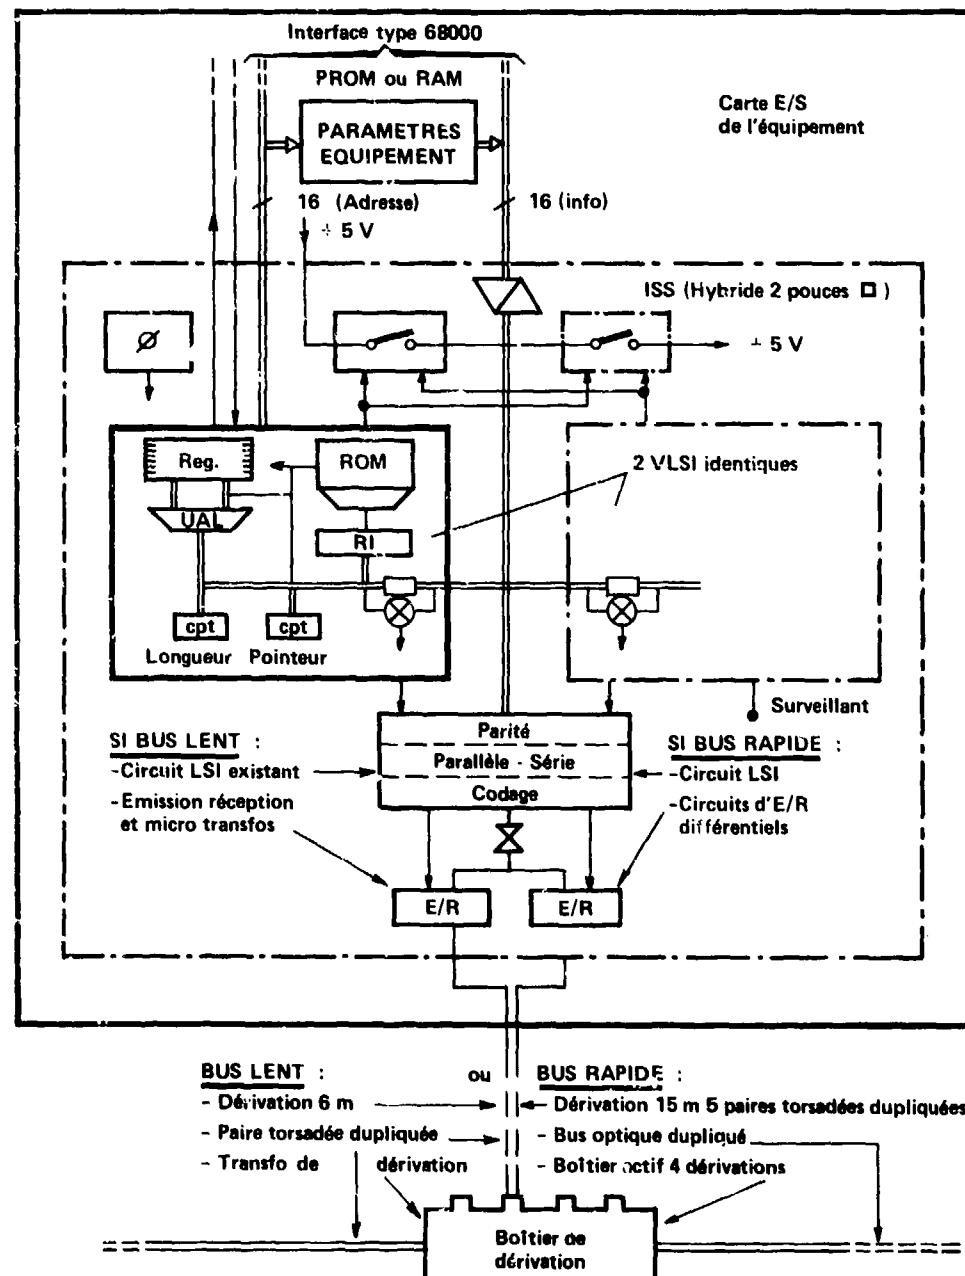 Interface type 68000
PROM ou RAM
Carte E/S
de l'équipement
PARAMETRES
EQUIPEMENT
16 (Adresse)
16 (info)
+ 5 V
ISS (Hybride 2 pouces □)
Ø
+ 5 V
Reg.
ROM
2 VLSI identiques
UAL
RI
cpt
cpt
Longueur
Pointeur
Surveillant
Parité
Parallèle - Série
Codage
SI BUS LENT :
-Circuit LSI existant
-Emission réception
et micro transfos
SI BUS RAPIDE :
-Circuit LSI
-Circuits d'E/R
différentiels
E/R
E/R
BUS LENT :
- Dérivation 6 m
- Paire torsadée dupliquée
- Transfo de dérivation
ou
BUS RAPIDE :
- Dérivation 15 m 5 paires torsadées dupliquées
- Bus optique dupliqué
- Boîtier actif 4 dérivations
Boîtier de
dérivation